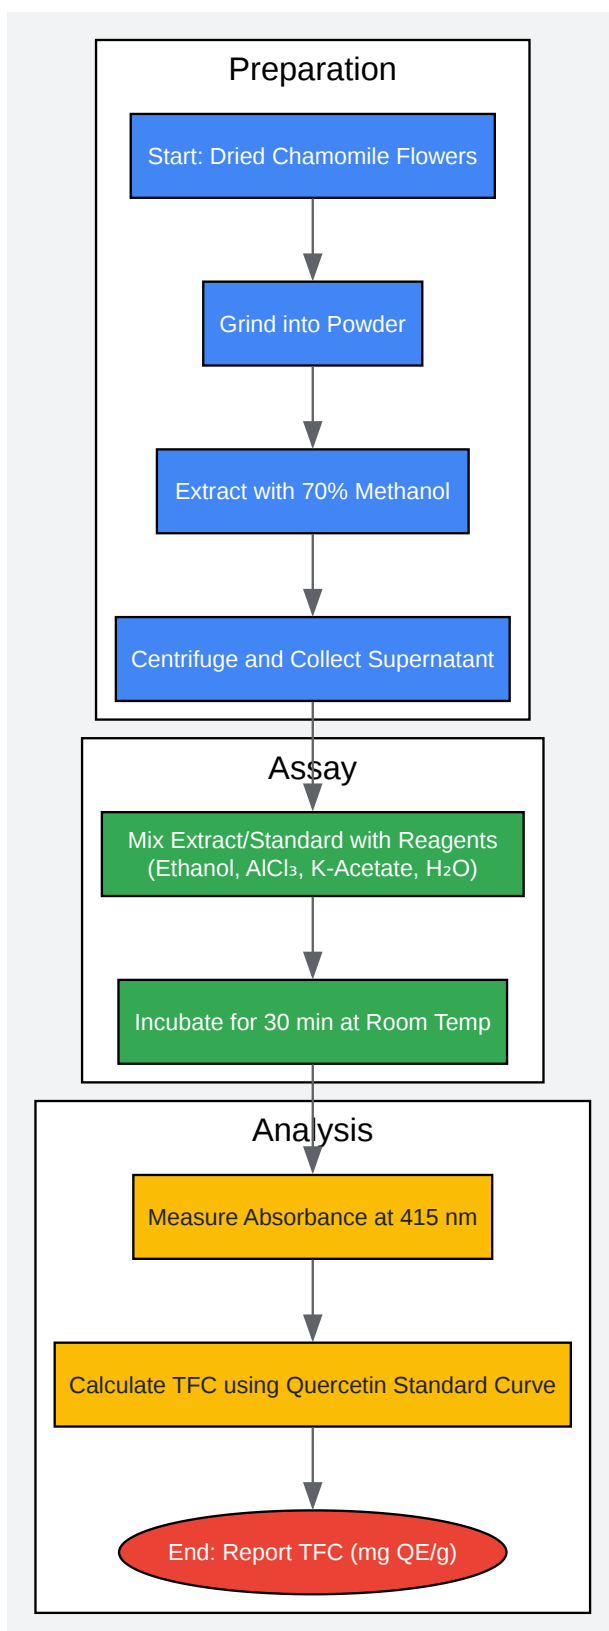 Preparation
Start: Dried Chamomile Flowers
Grind into Powder
Extract with 70% Methanol
Centrifuge and Collect Supernatant
Assay
Mix Extract/Standard with Reagents
(Ethanol, AlCl₃, K-Acetate, H₂O)
Incubate for 30 min at Room Temp
Analysis
Measure Absorbance at 415 nm
Calculate TFC using Quercetin Standard Curve
End: Report TFC (mg QE/g)